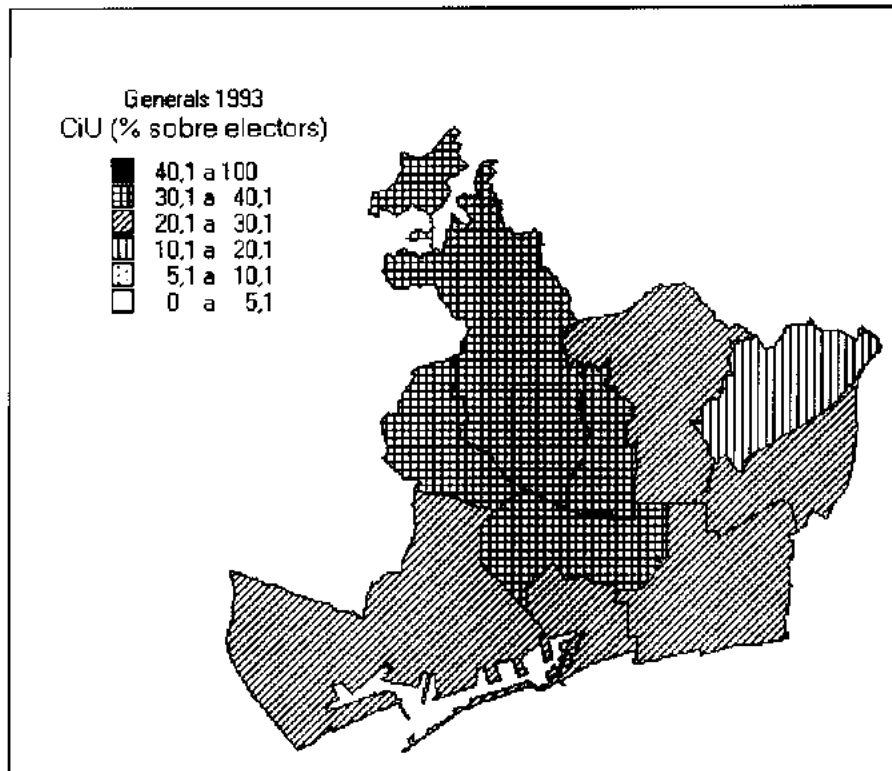 Generals 1993
CiU (% sobre electors)
40,1 a 100
30,1 a 40,1
20,1 a 30,1
10,1 a 20,1
5,1 a 10,1
0 a 5,1